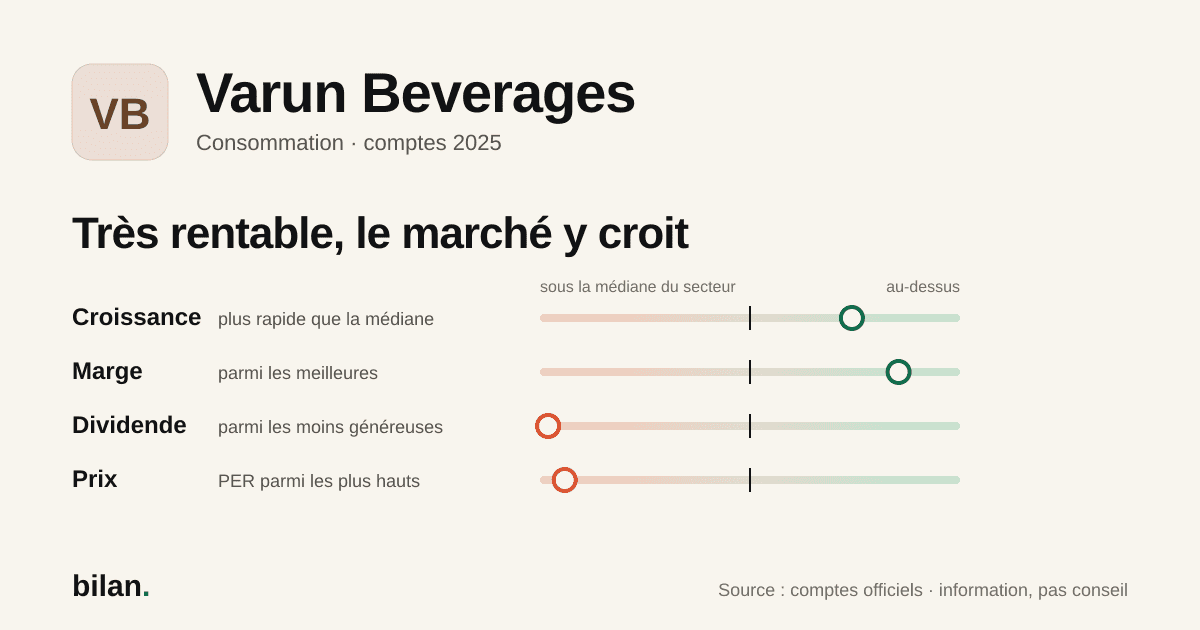 VB
Varun Beverages
Consommation · comptes 2025
Très rentable, le marché y croit
sous la médiane du secteur au-dessus
Croissance plus rapide que la médiane
Marge parmi les meilleures
Dividende parmi les moins généreuses
Prix PER parmi les plus hauts
bilan.
Source : comptes officiels · information, pas conseil